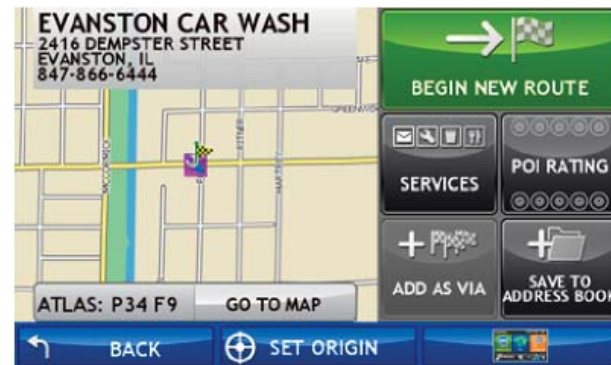 EVANSTON CAR WASH
2416 DEMPSTER STREET
EVANSTON, IL
847-866-6444
BEGIN NEW ROUTE
SERVICES
POI RATING
ADD AS VIA
SAVE TO
ADDRESS BOOK
MCCORMICK
ATLAS: P34 F9
GO TO MAP
BACK
SET ORIGIN